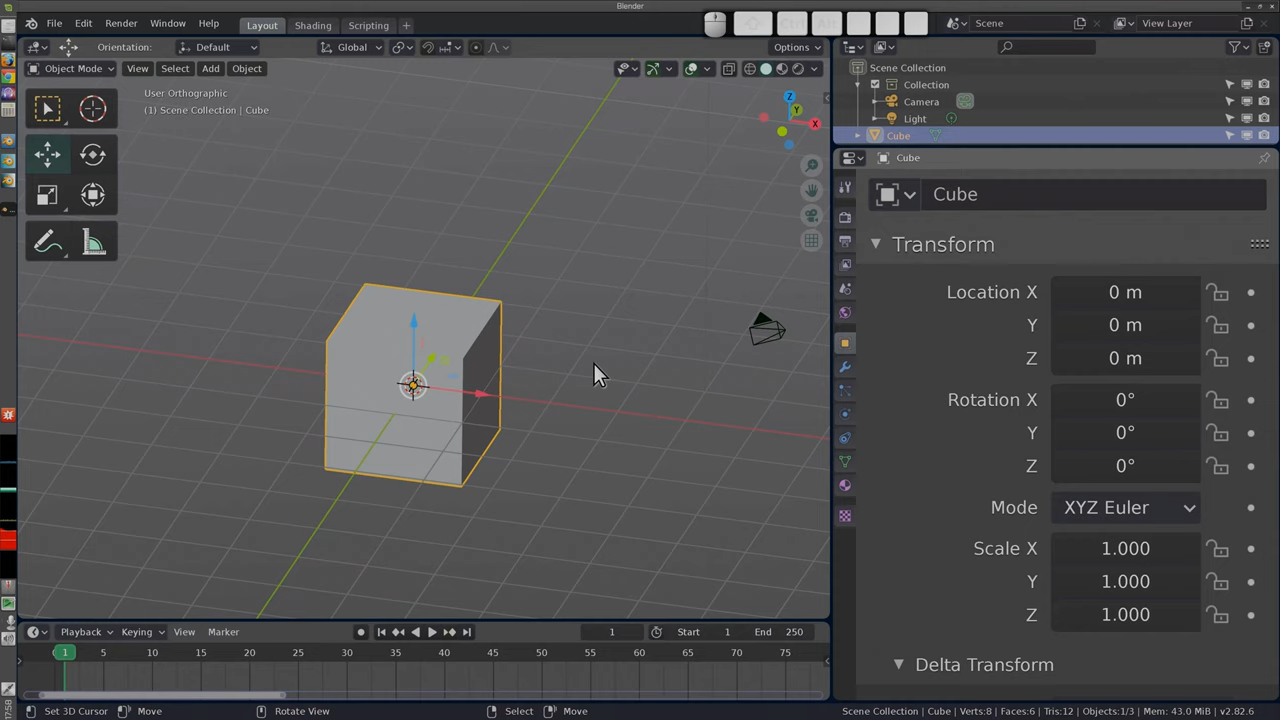 Blender
File Edit Render Window Help Layout Shading Scripting + Ctrl Alt Scene View Layer
Orientation: Default Global Options
Object Mode View Select Add Object
User Orthographic
(1) Scene Collection | Cube
Z
Y
X
Scene Collection
Collection
Camera
Light
Cube
Cube
Cube
Transform
Location X 0 m
Y 0 m
Z 0 m
Rotation X 0°
Y 0°
Z 0°
Mode XYZ Euler
Scale X 1.000
Y 1.000
Z 1.000
Delta Transform
Playback Keying View Marker 1 Start 1 End 250
1 5 10 15 20 25 30 35 40 45 50 55 60 65 70 75
17:58
Set 3D Cursor Move Rotate View Select Move Scene Collection | Cube | Verts:8 | Faces:6 | Tris:12 | Objects:1/3 | Mem: 43.0 MiB | v2.82.6